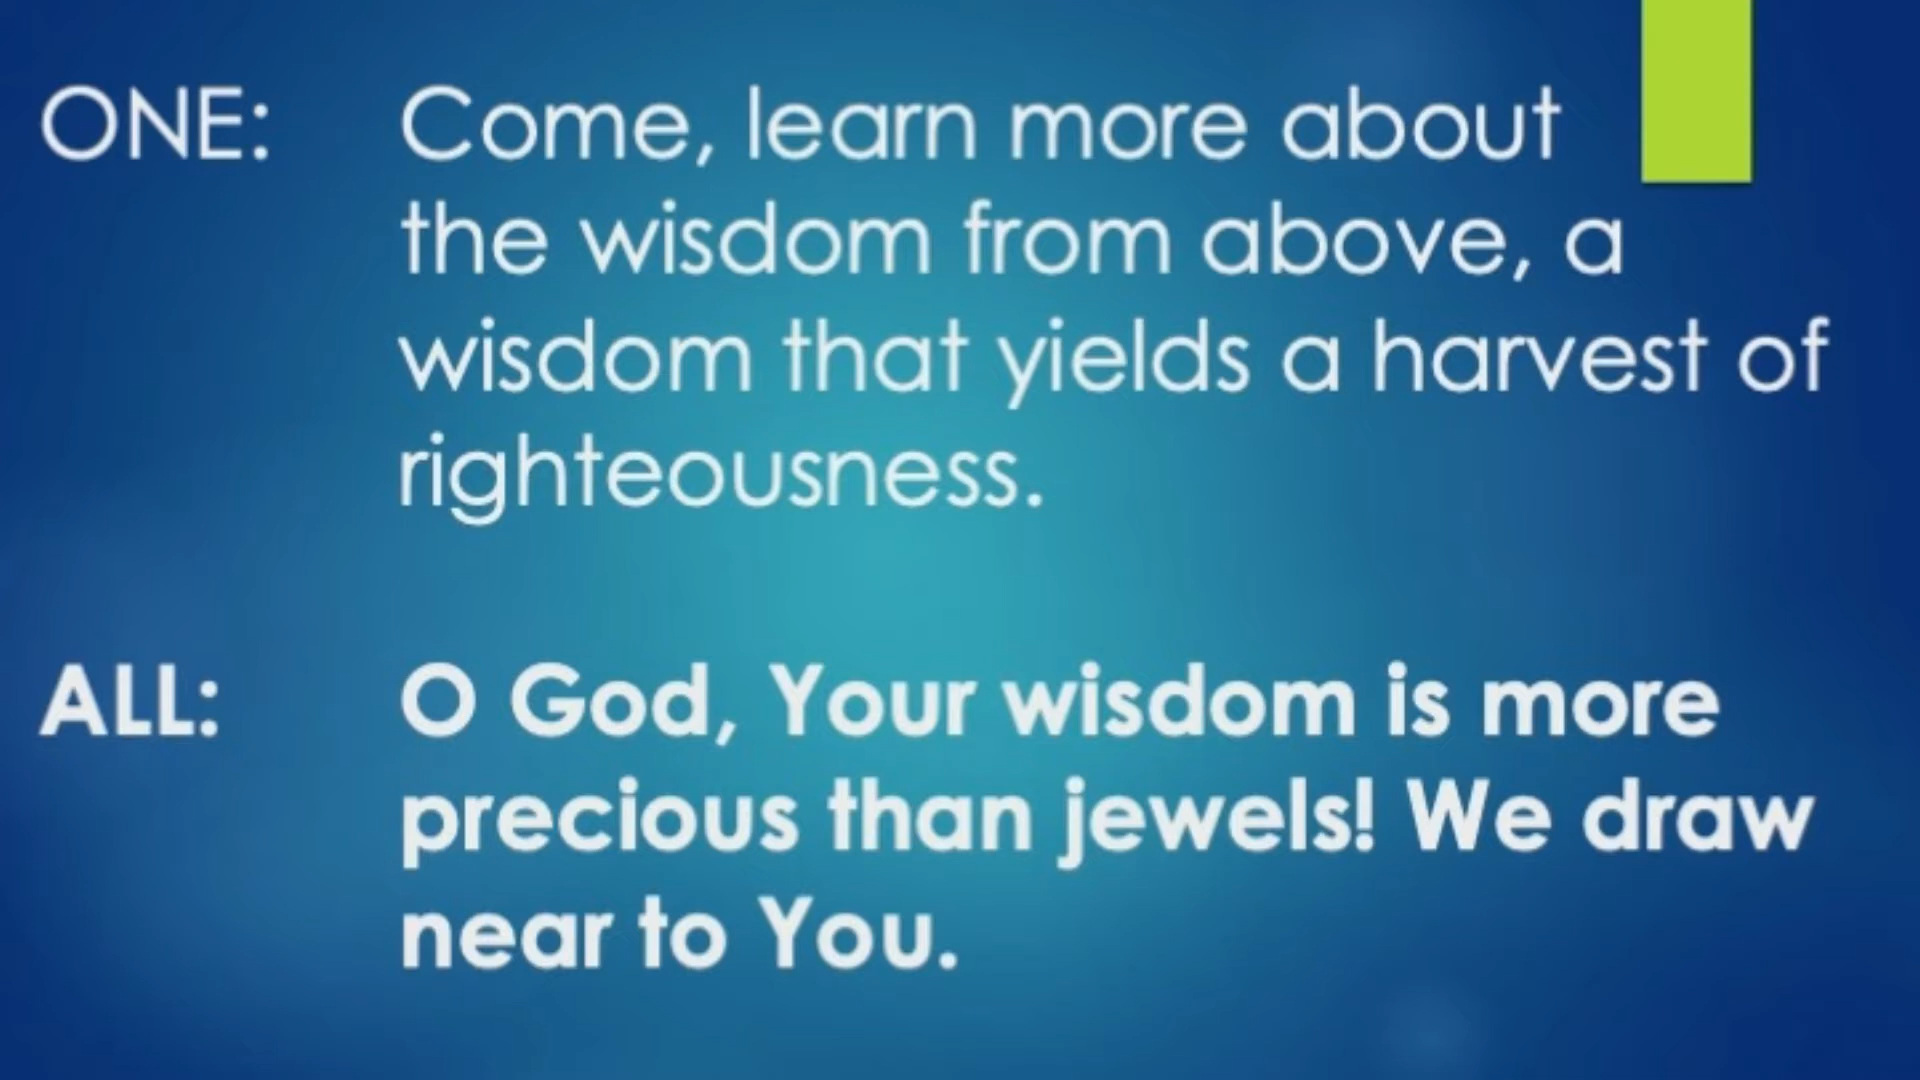 ONE: Come, learn more about
the wisdom from above, a
wisdom that yields a harvest of
righteousness.
ALL: O God, Your wisdom is more
precious than jewels! We draw
near to You.